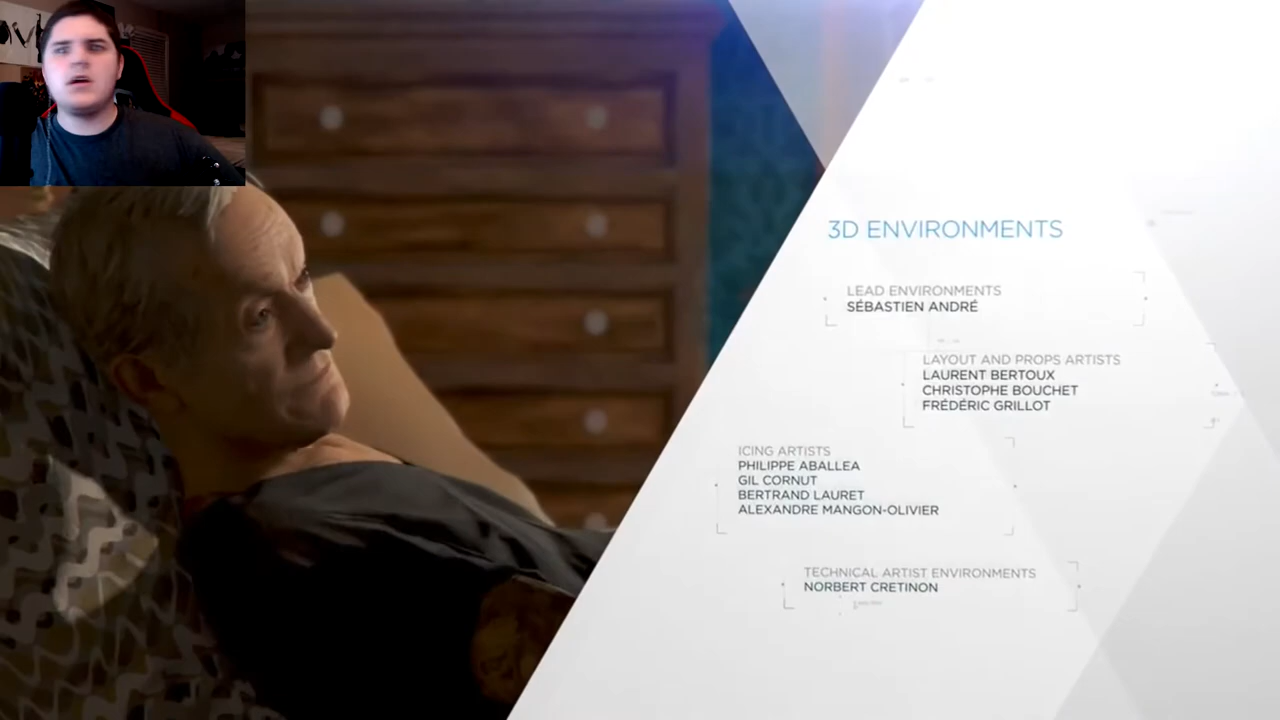 3D ENVIRONMENTS
LEAD ENVIRONMENTS
SÉBASTIEN ANDRÉ
LAYOUT AND PROPS ARTISTS
LAURENT BERTOUX
CHRISTOPHE BOUCHET
FRÉDÉRIC GRILLOT
ICING ARTISTS
PHILIPPE ABALLEA
GIL CORNUT
BERTRAND LAURET
ALEXANDRE MANGON-OLIVIER
TECHNICAL ARTIST ENVIRONMENTS
NORBERT CRETINON